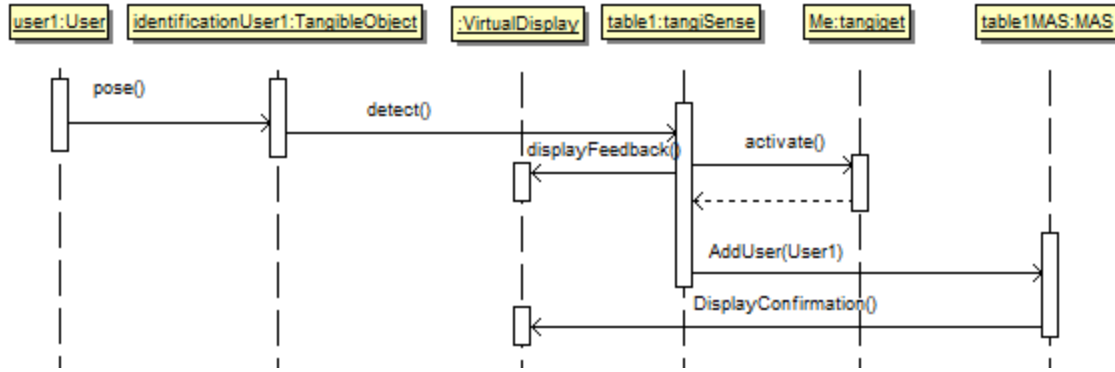 user1:User
identificationUser1:TangibleObject
:VirtualDisplay
table1:tangiSense
Me:tangiget
table1MAS:MAS
pose()
detect()
displayFeedback()
activate()
AddUser(User1)
DisplayConfirmation()